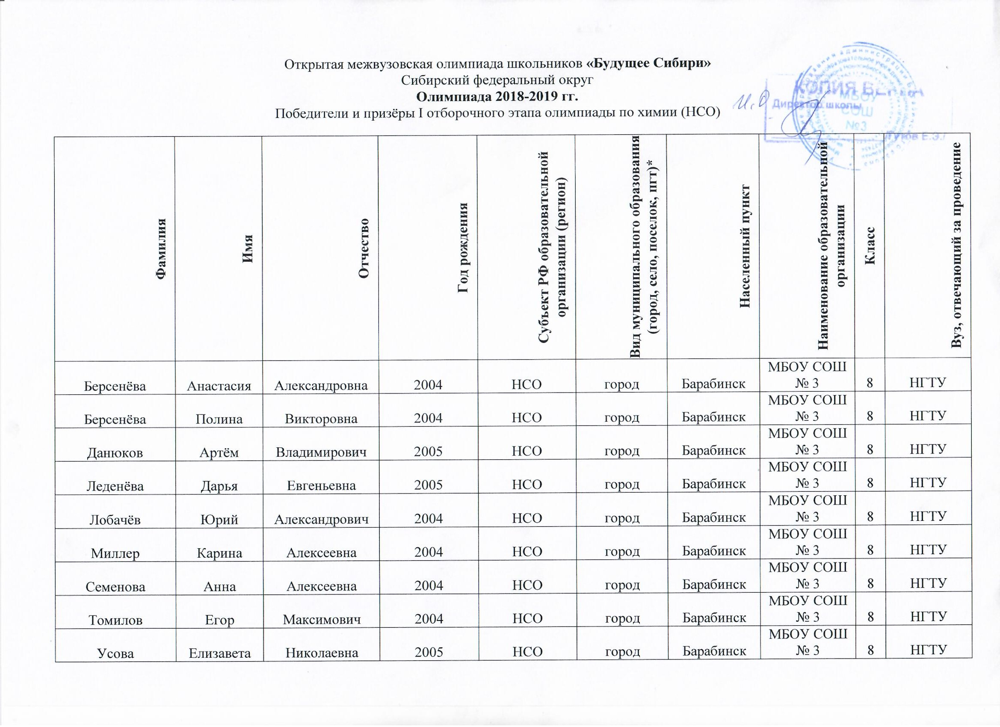 Открытая межвузовская олимпиада школьников «Будущее Сибири»
Сибирский федеральный округ
Олимпиада 2018-2019 гг.
Победители и призёры I отборочного этапа олимпиады по химии (НСО)
И.О
КОПИЯ
Директор школы
МБОУ
СОШ
№3
Е.Э./
Фамилия
Имя
Отчество
Год рождения
Субъект РФ образовательной
организации (регион)
Вид муниципального образования
(город, село, поселок, пгт)*
Населенный пункт
Наименование образовательной
организации
Класс
Вуз, отвечающий за проведение
Берсенёва Анастасия Александровна 2004 НСО город Барабинск МБОУ СОШ № 3 8 НГТУ
Берсенёва Полина Викторовна 2004 НСО город Барабинск МБОУ СОШ № 3 8 НГТУ
Данюков Артём Владимирович 2005 НСО город Барабинск МБОУ СОШ № 3 8 НГТУ
Леденёва Дарья Евгеньевна 2005 НСО город Барабинск МБОУ СОШ № 3 8 НГТУ
Лобачёв Юрий Александрович 2004 НСО город Барабинск МБОУ СОШ № 3 8 НГТУ
Миллер Карина Алексеевна 2004 НСО город Барабинск МБОУ СОШ № 3 8 НГТУ
Семенова Анна Алексеевна 2004 НСО город Барабинск МБОУ СОШ № 3 8 НГТУ
Томилов Егор Максимович 2004 НСО город Барабинск МБОУ СОШ № 3 8 НГТУ
Усова Елизавета Николаевна 2005 НСО город Барабинск МБОУ СОШ № 3 8 НГТУ